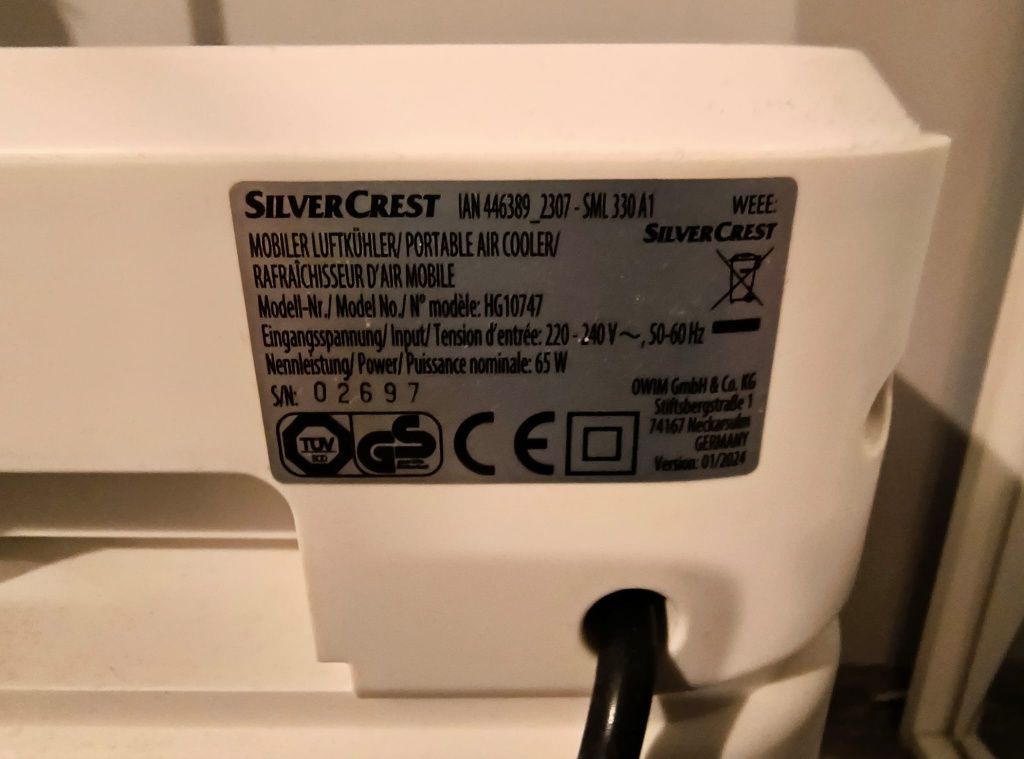 SILVERCREST IAN 446389_2307 - SML 330 A1
WEEE:
SILVERCREST
MOBILER LUFTKÜHLER/ PORTABLE AIR COOLER/
RAFRAÎCHISSEUR D'AIR MOBILE
Modell-Nr./ Model No./ N° modèle: HG10747
Eingangsspannung/ Input/ Tension d'entrée: 220 - 240 V ~, 50-60 Hz
Nennleistung/ Power/ Puissance nominale: 65 W
S/N: 02697
TÜV
SÜD
GS
CE
OWIM GmbH & Co. KG
Stiftsbergstraße 1
74167 Neckarsulm
GERMANY
Version: 01/2024